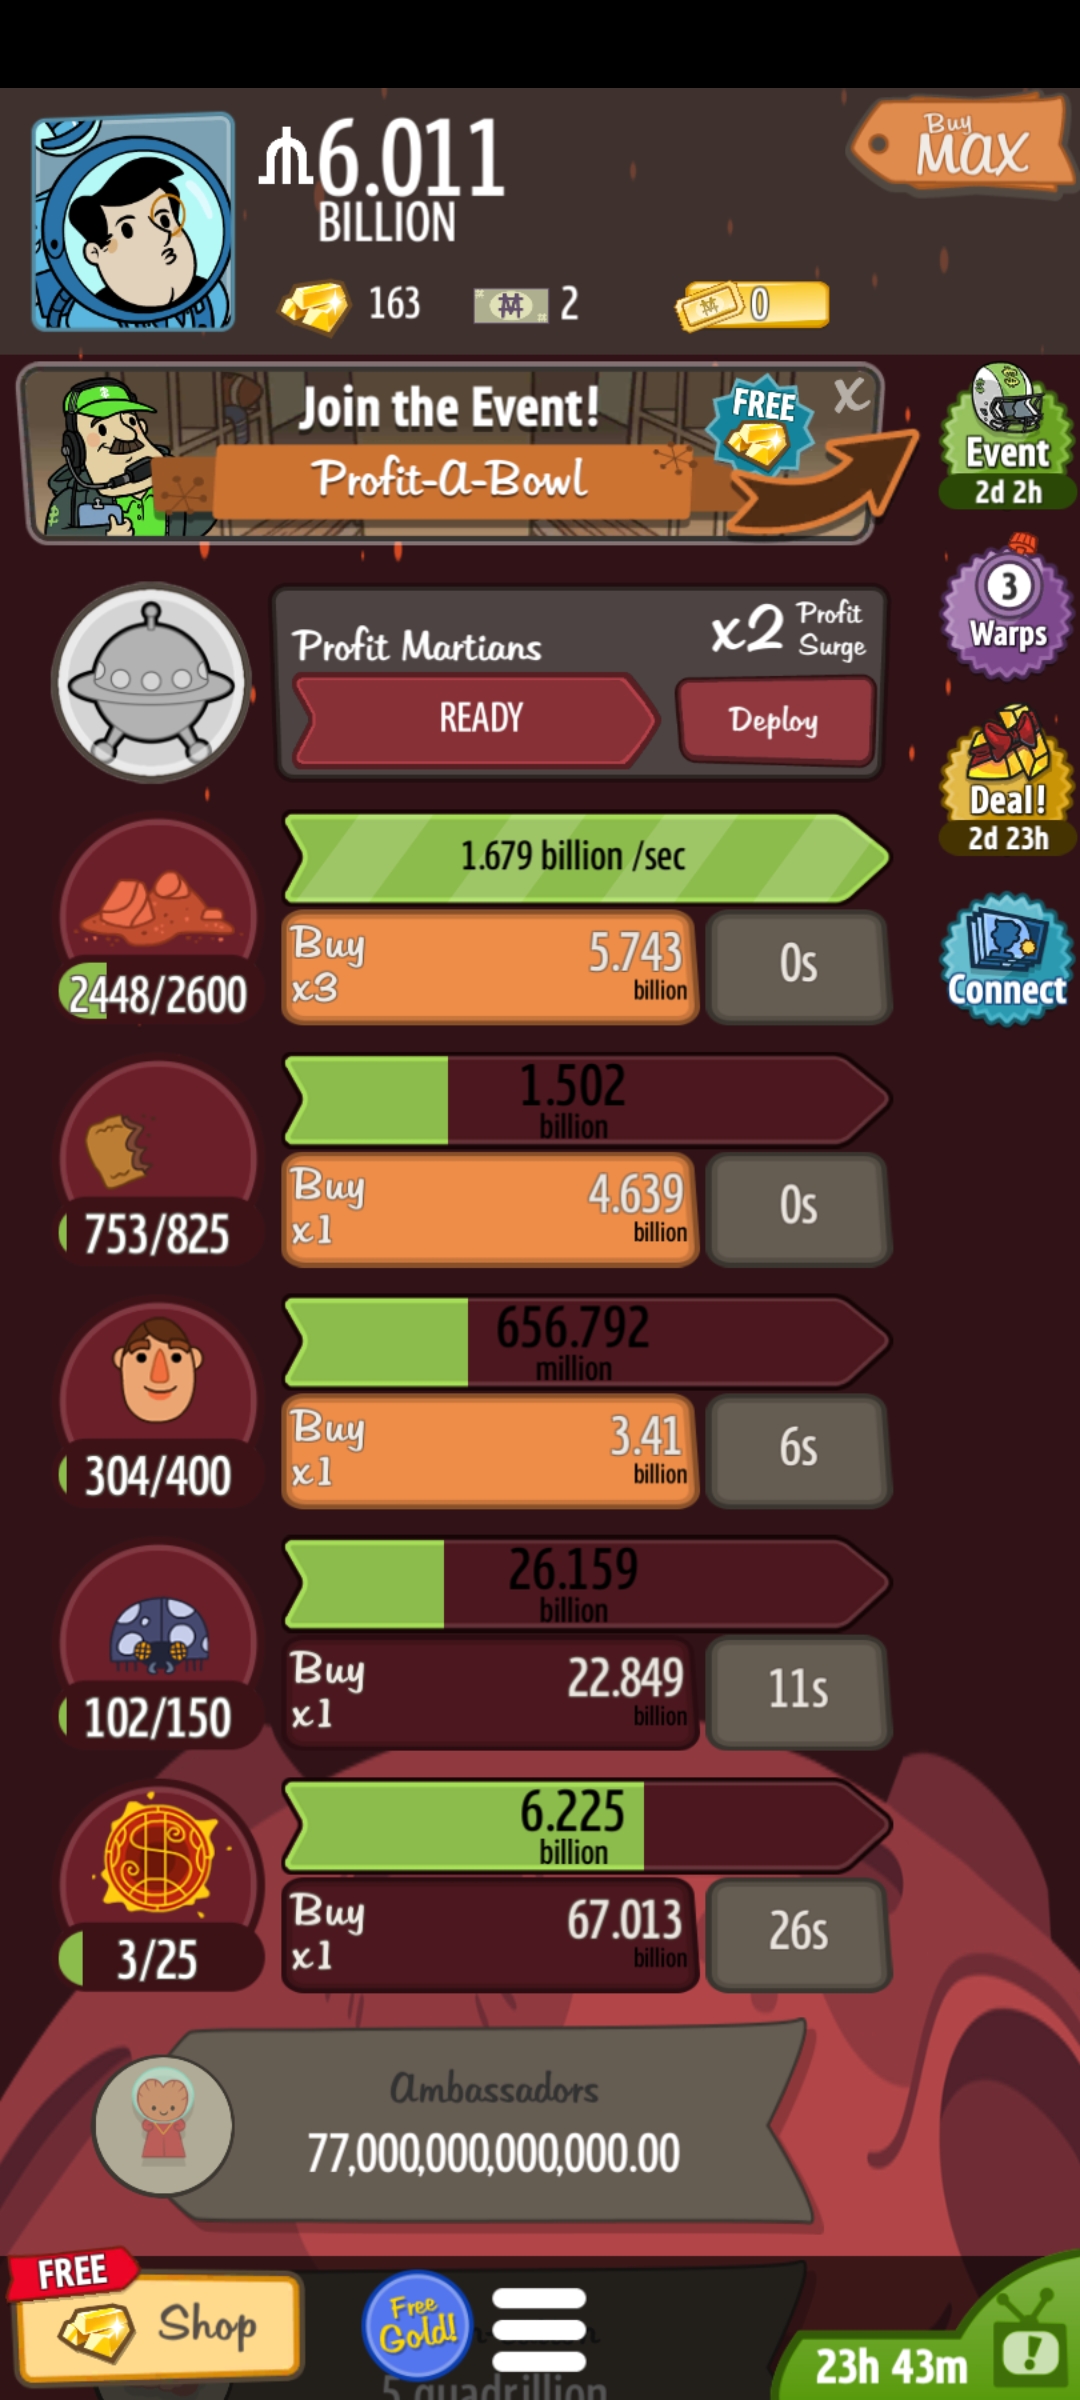 6.011
BILLION
Buy
MAX
163
2
0
Join the Event!
Profit-A-Bowl
FREE
X
Event
2d 2h
Profit Martians
x2 Profit Surge
READY
Deploy
3
Warps
Deal!
2d 23h
Connect
1.679 billion /sec
2448/2600
Buy
x3
5.743
billion
0s
1.502
billion
753/825
Buy
x1
4.639
billion
0s
656.792
million
304/400
Buy
x1
3.41
billion
6s
26.159
billion
102/150
Buy
x1
22.849
billion
11s
6.225
billion
3/25
Buy
x1
67.013
billion
26s
Ambassadors
77,000,000,000,000.00
FREE
Shop
Free
Gold!
5 quadrillion
!
23h 43m